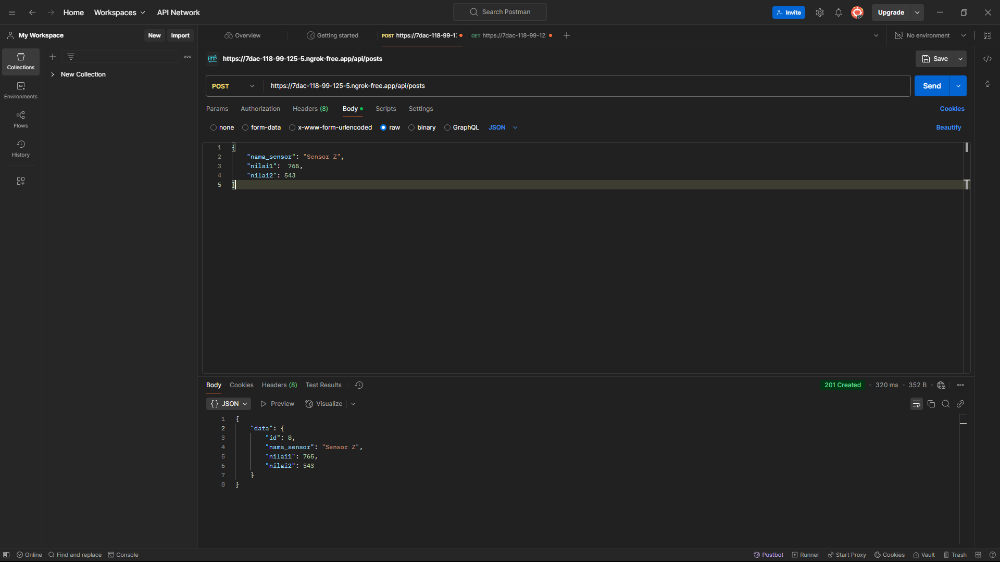 Home Workspaces API Network Search Postman Invite Upgrade
My Workspace New Import Overview Getting started POST https://7dac-118-99-1: GET https://7dac-118-99-12: No environment
Collections
New Collection
Environments
Flows
History
https://7dac-118-99-125-5.ngrok-free.app/api/posts Save
POST https://7dac-118-99-125-5.ngrok-free.app/api/posts Send
Params Authorization Headers (8) Body Scripts Settings Cookies
none form-data x-www-form-urlencoded raw binary GraphQL JSON Beautify
1 {
2 "nama_sensor": "Sensor Z",
3 "nilai1":  765,
4 "nilai2": 543
5 }
Body Cookies Headers (8) Test Results 201 Created • 320 ms • 352 B •
{} JSON Preview Visualize
1 {
2 "data": {
3 "id": 8,
4 "nama_sensor": "Sensor Z",
5 "nilai1": 765,
6 "nilai2": 543
7 }
8 }
Online Find and replace Console Postbot Runner Start Proxy Cookies Vault Trash